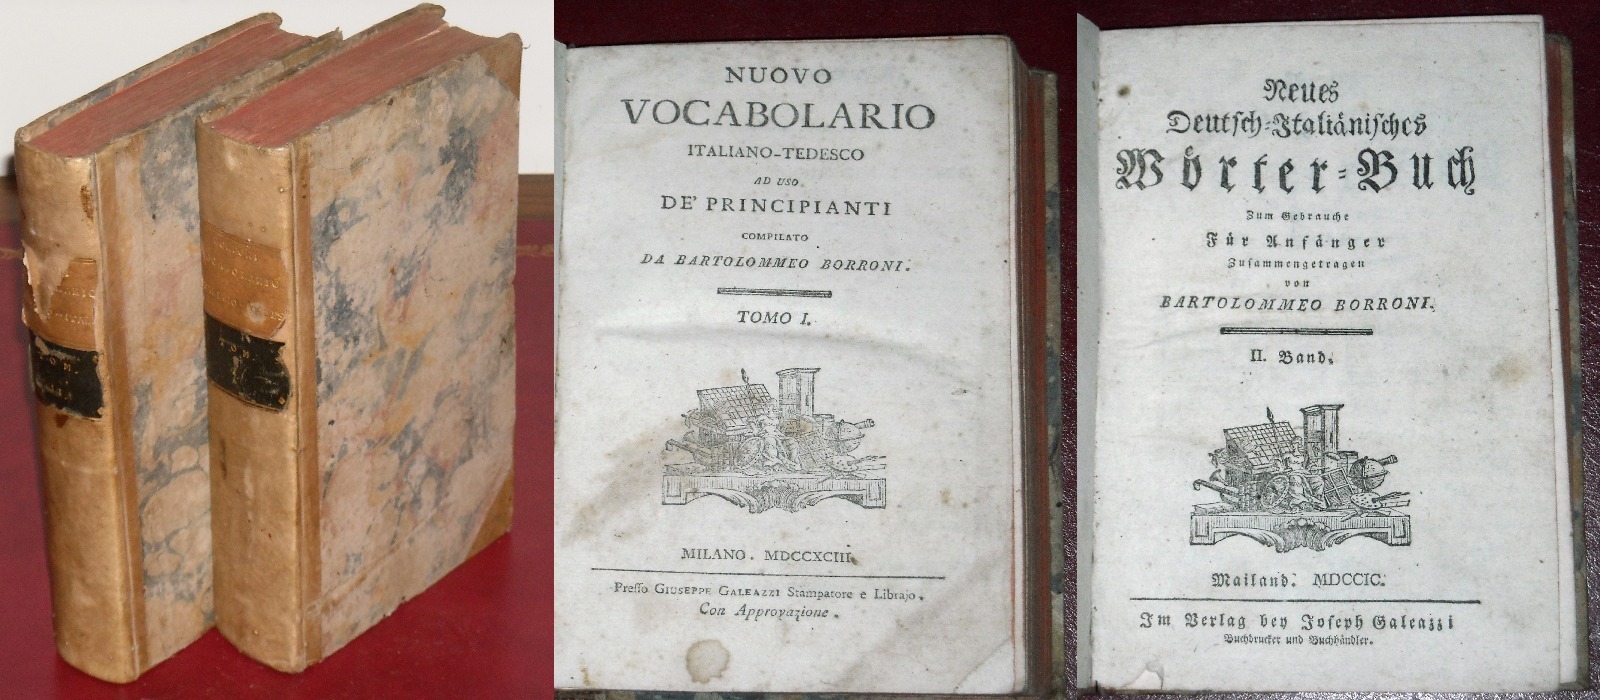 TOM.
TOM.
NUOVO
VOCABOLARIO
ITALIANO-TEDESCO
AD USO
DE' PRINCIPIANTI
COMPILATO
DA BARTOLOMMEO BORRONI.
TOMO I.
MILANO. MDCCXCIII.
Preſſo GIUSEPPE GALEAZZI Stampatore e Librajo.
Con Approvazione.
Neues
Deutſch-Italiäniſches
Wörter-Buch
Zum Gebrauche
Für Anfänger
Zuſammengetragen
von
BARTOLOMMEO BORRONI.
II. Band.
Mailand. MDCCIC.
Im Verlag bey Joſeph Galeazzi
Buchdrucker und Buchhändler.